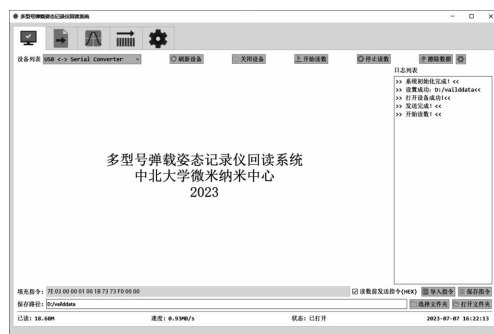 多型号弹载姿态记录仪回读系统
设备列表 USB <-> Serial Converter
刷新设备
关闭设备
开始读数
停止读数
擦除数据
日志列表
>> 系统初始化完成! <<
>> 设置成功: D:/vailddata<<
>> 打开设备成功!<<
>> 发送完成! <<
>> 开始读数! <<
多型号弹载姿态记录仪回读系统
中北大学微米纳米中心
2023
填充指令: 7E 03 00 00 01 00 18 73 73 F0 00 00
读数前发送指令(HEX)
导入指令
保存指令
保存路径: D:/vailddata
选择文件夹
打开文件夹
已读: 18.68M
速度: 0.93MB/s
状态: 已打开
2023-07-07 16:22:13